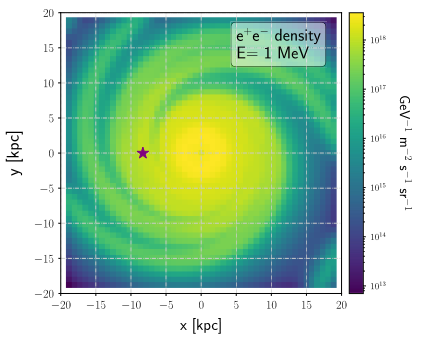 e⁺e⁻ density
E= 1 MeV
20
15
10
5
0
−5
−10
−15
−20
y [kpc]
−20 −15 −10 −5 0 5 10 15 20
x [kpc]
10¹⁸
10¹⁷
10¹⁶
10¹⁵
10¹⁴
10¹³
GeV⁻¹ m⁻² s⁻¹ sr⁻¹